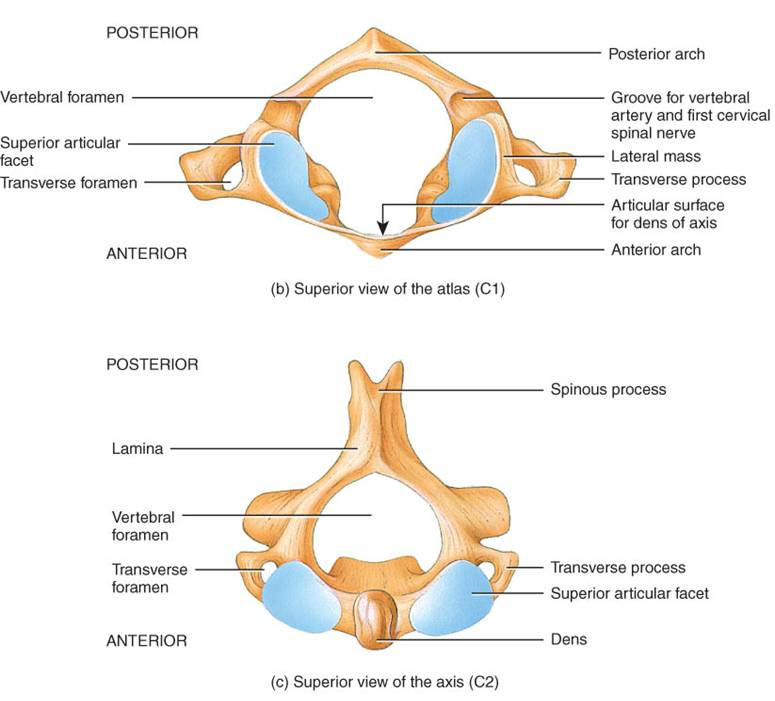 POSTERIOR
Posterior arch
Vertebral foramen
Groove for vertebral
artery and first cervical
spinal nerve
Superior articular
facet
Lateral mass
Transverse foramen
Transverse process
Articular surface
for dens of axis
ANTERIOR
Anterior arch
(b) Superior view of the atlas (C1)
POSTERIOR
Spinous process
Lamina
Vertebral
foramen
Transverse
foramen
Transverse process
Superior articular facet
ANTERIOR
Dens
(c) Superior view of the axis (C2)